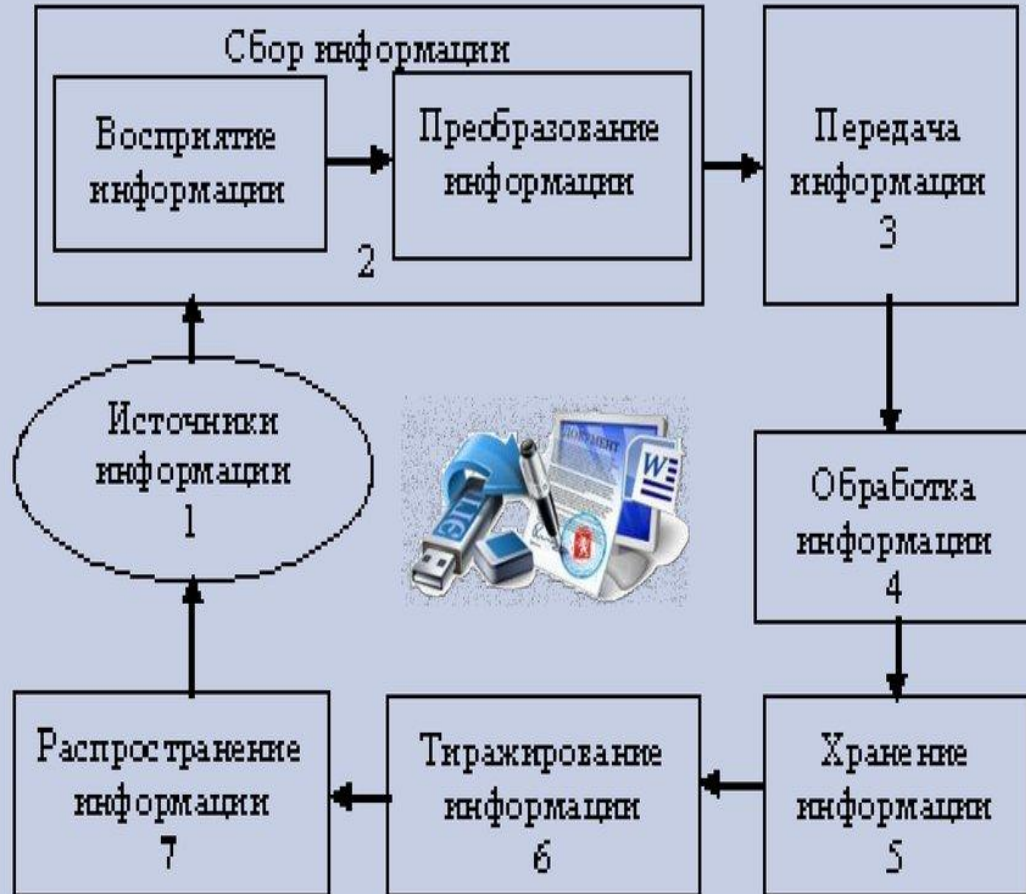 Сбор информации
Восприятие
информации
Преобразование
информации
2
Передача
информации
3
Источники
информации
1
ДОКУМЕНТ
W
Обработка
информации
4
Хранение
информации
5
Тиражирование
информации
6
Распространение
информации
7